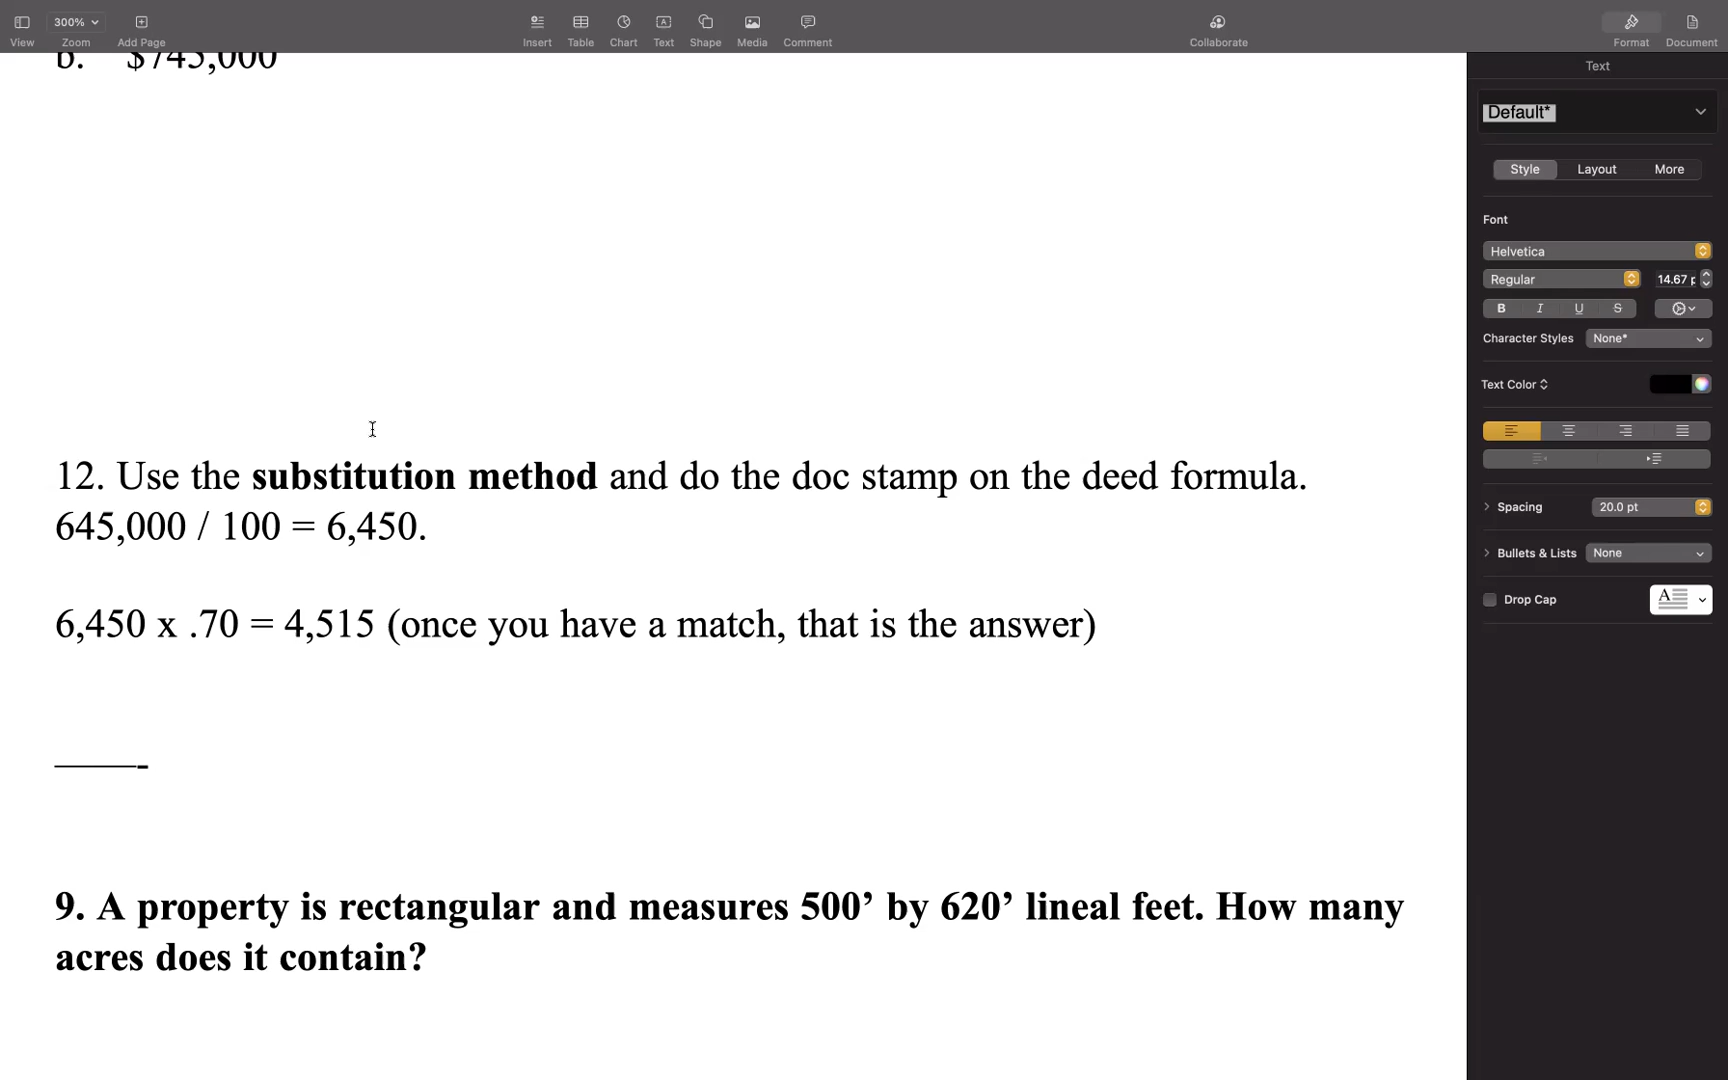 300%
View
Zoom
Add Page
Insert
Table
Chart
Text
Shape
Media
Comment
Collaborate
Format
Document
b. $745,000
12. Use the substitution method and do the doc stamp on the deed formula.
645,000 / 100 = 6,450.
6,450 x .70 = 4,515 (once you have a match, that is the answer)
———-
9. A property is rectangular and measures 500’ by 620’ lineal feet. How many
acres does it contain?
Text
Default*
Style Layout More
Font
Helvetica
Regular 14.67 p
B I U S
Character Styles None*
Text Color
Spacing 20.0 pt
Bullets & Lists None
Drop Cap A